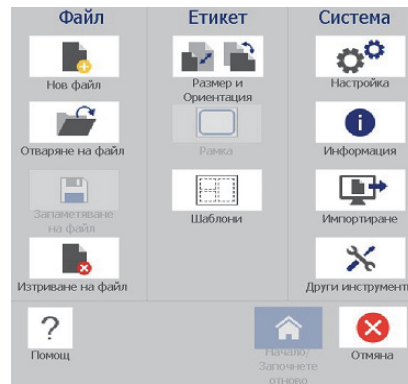 Файл
Етикет
Система
Нов файл
Размер и
Ориентация
Настройка
Отваряне на файл
Рамка
Информация
Запаметяване
на файл
Шаблони
Импортиране
Изтриване на файл
Други инструмент
Помощ
Начало/
Започнете
отново
Отмяна